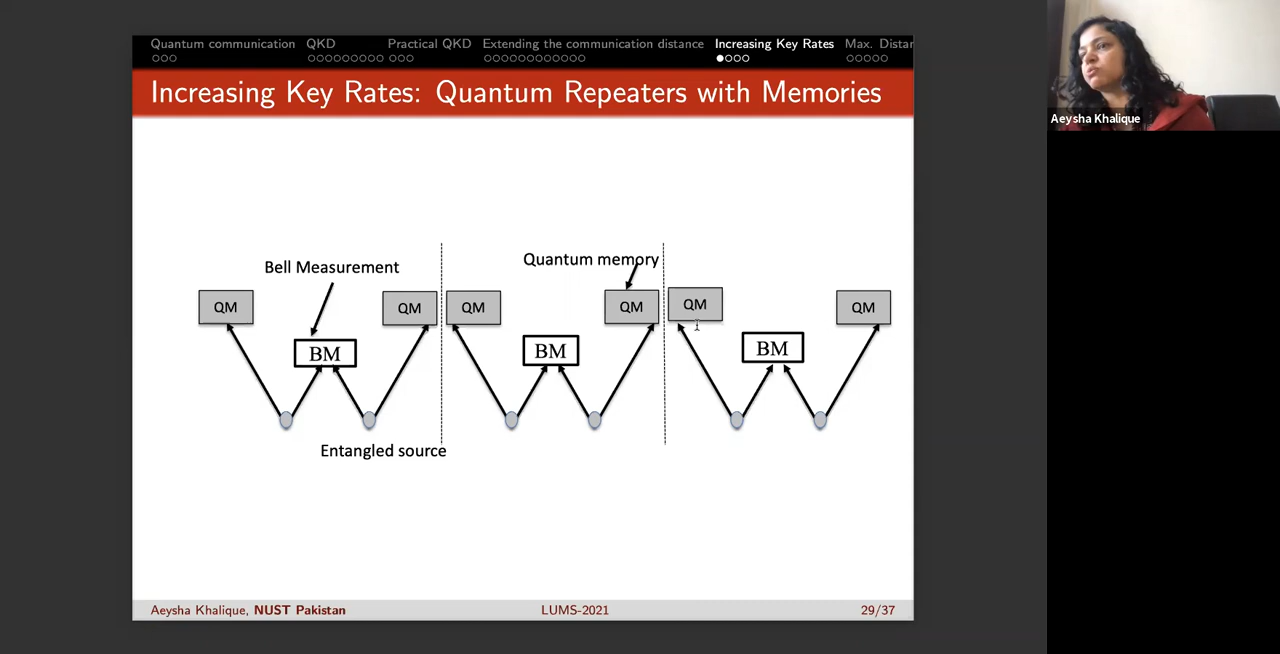 Quantum communication QKD Practical QKD Extending the communication distance Increasing Key Rates Max. Distan
Increasing Key Rates: Quantum Repeaters with Memories
Aeysha Khalique
Bell Measurement
Quantum memory
QM QM QM QM QM QM
BM BM BM
Entangled source
Aeysha Khalique, NUST Pakistan LUMS-2021 29/37